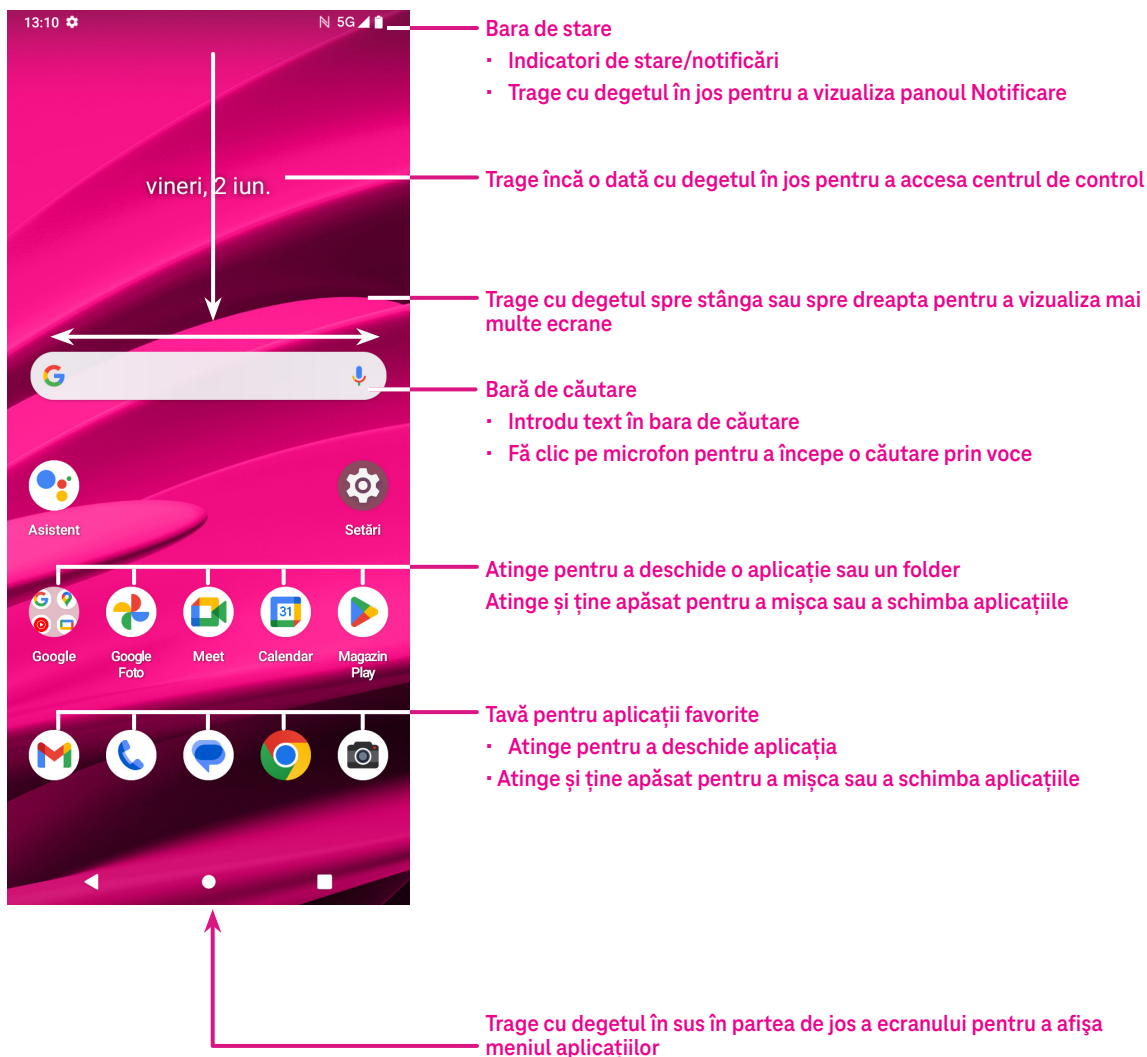 13:10
5G
Bara de stare
· Indicatori de stare/notificări
· Trage cu degetul în jos pentru a vizualiza panoul Notificare
vineri, 2 iun.
Trage încă o dată cu degetul în jos pentru a accesa centrul de control
Trage cu degetul spre stânga sau spre dreapta pentru a vizualiza mai
multe ecrane
Bară de căutare
· Introdu text în bara de căutare
· Fă clic pe microfon pentru a începe o căutare prin voce
Asistent
Setări
Atinge pentru a deschide o aplicație sau un folder
Atinge și ține apăsat pentru a mișca sau a schimba aplicațiile
31
Google
Google
Foto
Meet
Calendar
Magazin
Play
Tavă pentru aplicații favorite
· Atinge pentru a deschide aplicația
· Atinge și ține apăsat pentru a mișca sau a schimba aplicațiile
Trage cu degetul în sus în partea de jos a ecranului pentru a afişa
meniul aplicațiilor